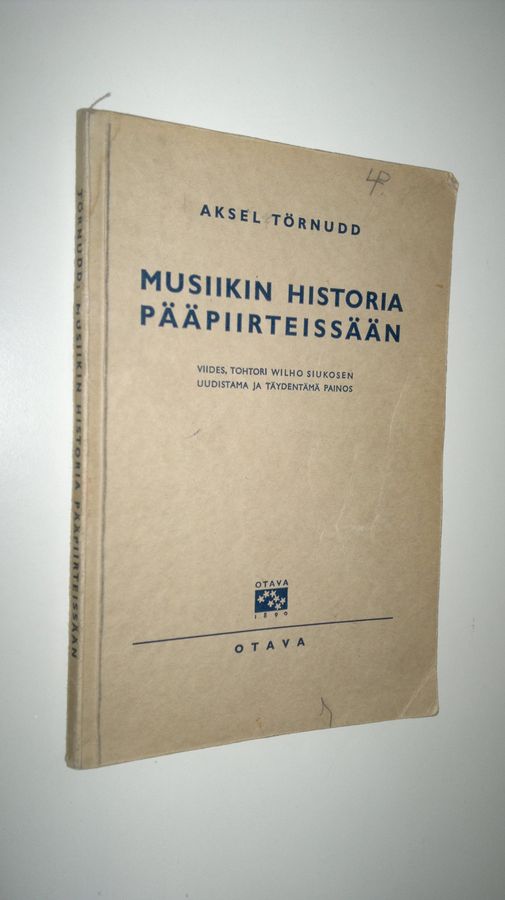 AKSEL TÖRNUDD
MUSIIKIN HISTORIA
PÄÄPIIRTEISSÄÄN
VIIDES, TOHTORI WILHO SIUKOSEN
UUDISTAMA JA TÄYDENTÄMÄ PAINOS
OTAVA
1890
OTAVA
TÖRNUDD, MUSIIKIN HISTORIA PÄÄPIIRTEISSÄÄN